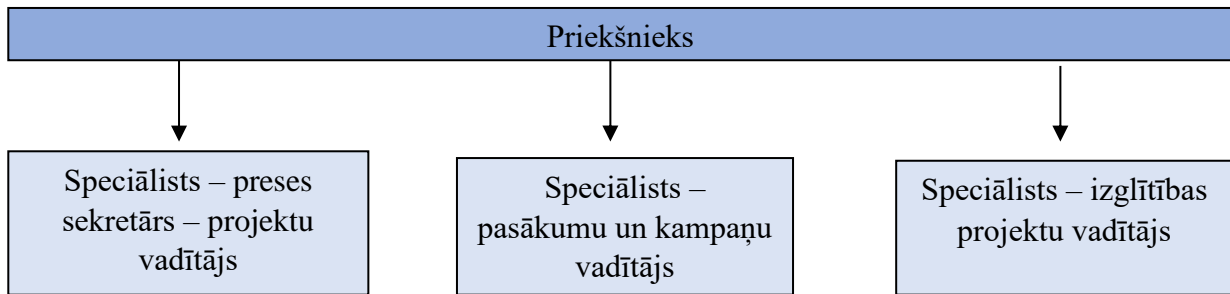 Priekšnieks
Speciālists – preses
sekretārs – projektu
vadītājs
Speciālists –
pasākumu un kampaņu
vadītājs
Speciālists – izglītības
projektu vadītājs